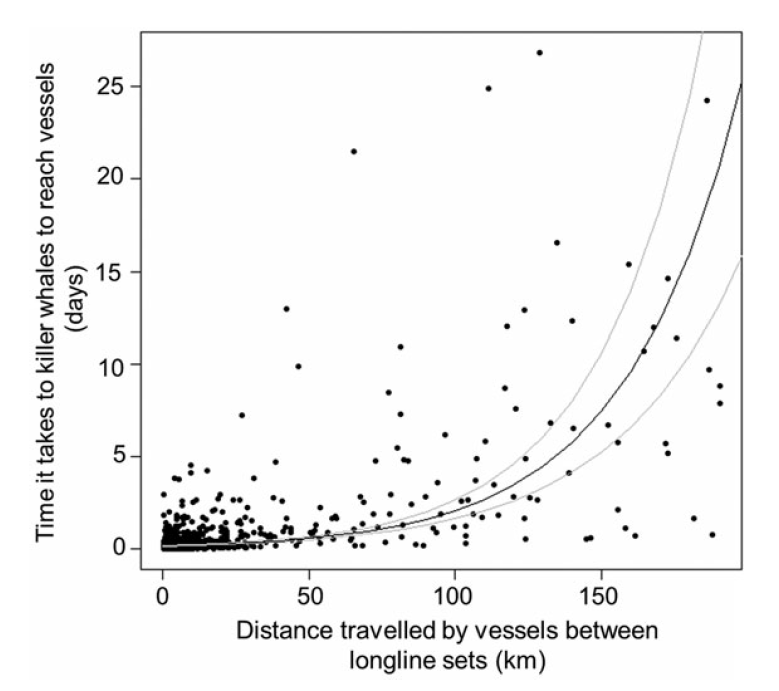 Time it takes to killer whales to reach vessels
(days)
25
20
15
10
5
0
0 50 100 150
Distance travelled by vessels between
longline sets (km)